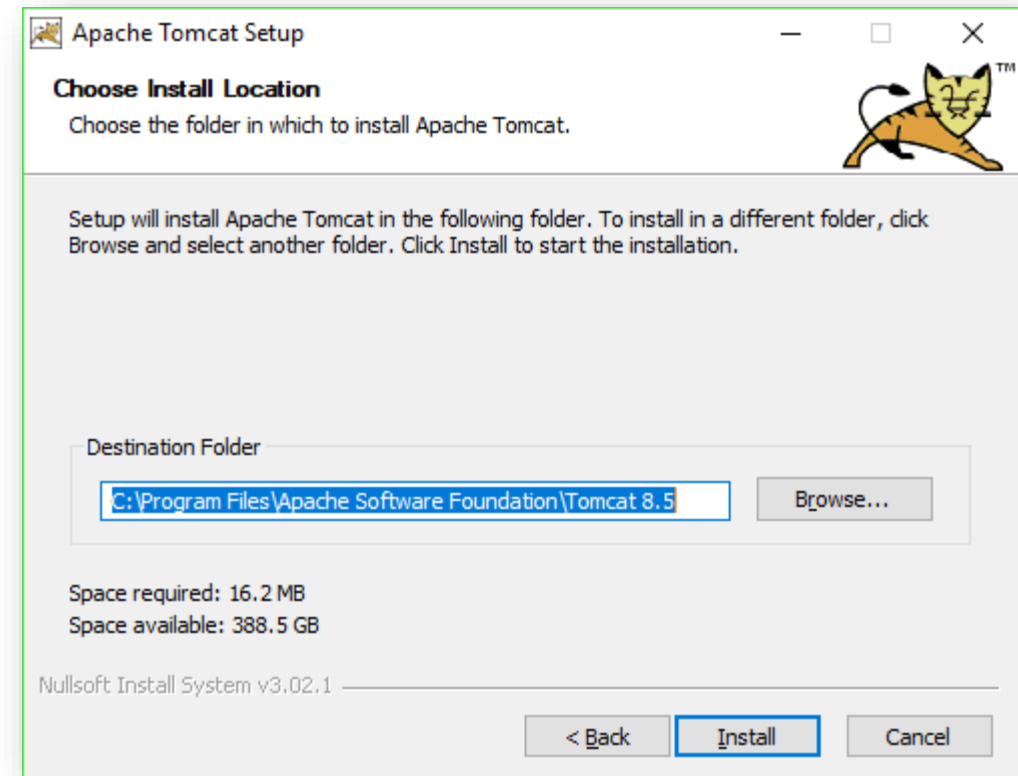 Apache Tomcat Setup
Choose Install Location
Choose the folder in which to install Apache Tomcat.
TM
Setup will install Apache Tomcat in the following folder. To install in a different folder, click
Browse and select another folder. Click Install to start the installation.
Destination Folder
C:\Program Files\Apache Software Foundation\Tomcat 8.5
Browse...
Space required: 16.2 MB
Space available: 388.5 GB
Nullsoft Install System v3.02.1
< Back
Install
Cancel